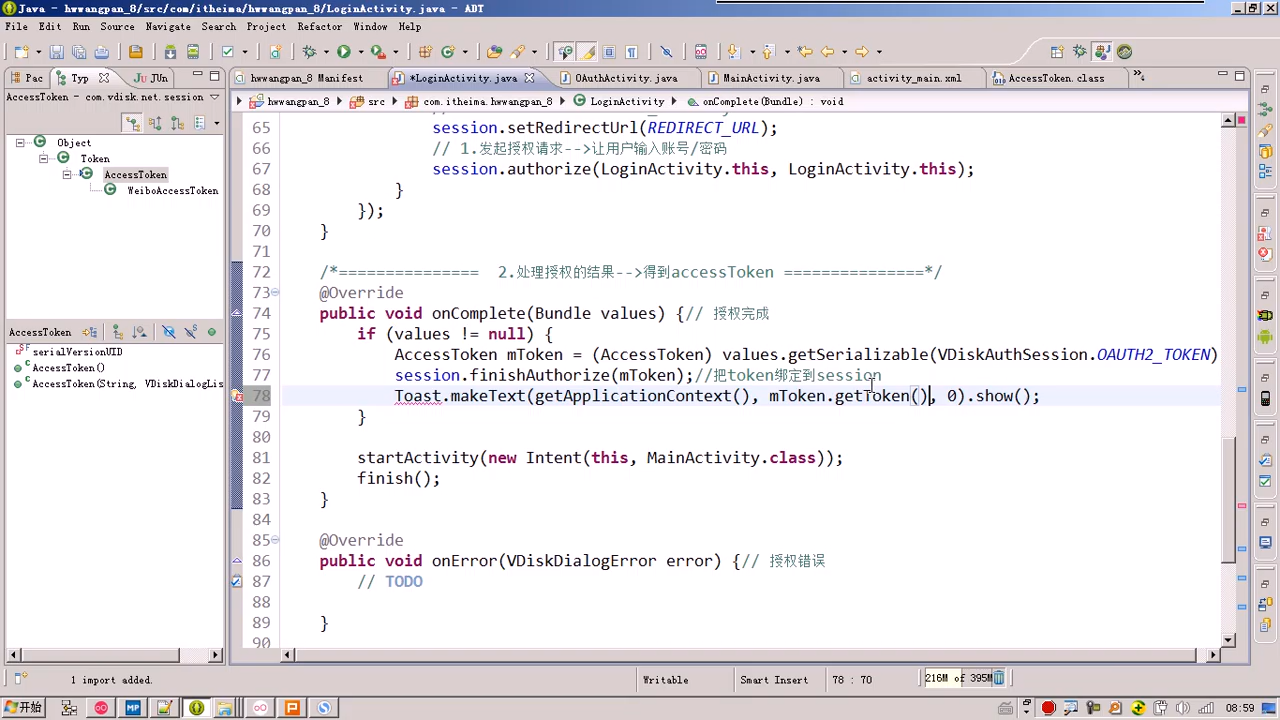 Java - hwwangpan_8/src/com/itheima/hwwangpan_8/LoginActivity.java - ADT
File Edit Run Source Navigate Search Project Refactor Window Help
Pac Typ JUn
hwwangpan_8 Manifest *LoginActivity.java OAuthActivity.java MainActivity.java activity_main.xml AccessToken.class
AccessToken - com.vdisk.net.session
hwwangpan_8 src com.itheima.hwwangpan_8 LoginActivity onComplete(Bundle) : void
Object
Token
AccessToken
WeiboAccessToken
AccessToken
serialVersionUID
AccessToken()
AccessToken(String, VDiskDialogLis
65 session.setRedirectUrl(REDIRECT_URL);
66 // 1.发起授权请求-->让用户输入账号/密码
67 session.authorize(LoginActivity.this, LoginActivity.this);
68 }
69 });
70 }
71
72 /*=============== 2.处理授权的结果-->得到accessToken ===============*/
73 @Override
74 public void onComplete(Bundle values) {// 授权完成
75 if (values != null) {
76 AccessToken mToken = (AccessToken) values.getSerializable(VDiskAuthSession.OAUTH2_TOKEN)
77 session.finishAuthorize(mToken);//把token绑定到session
78 Toast.makeText(getApplicationContext(), mToken.getToken(), 0).show();
79 }
80
81 startActivity(new Intent(this, MainActivity.class));
82 finish();
83 }
84
85 @Override
86 public void onError(VDiskDialogError error) {// 授权错误
87 // TODO
88
89 }
90
1 import added. Writable Smart Insert 78 : 70 216M of 395M
开始 08:59